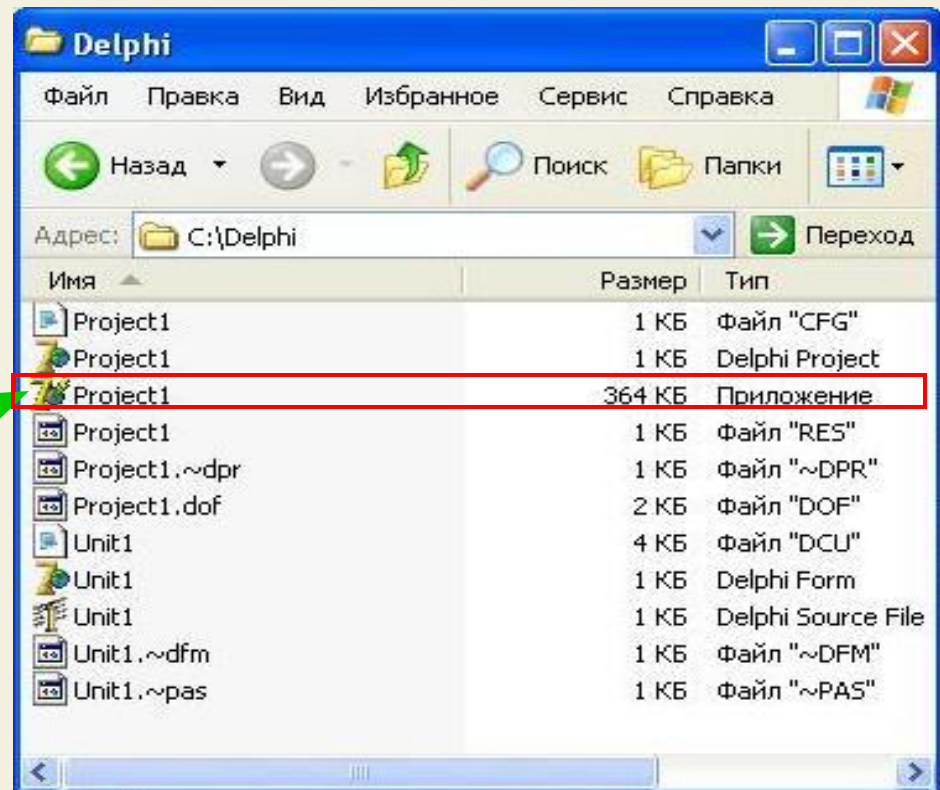 Delphi
Файл Правка Вид Избранное Сервис Справка
Назад Поиск Папки
Адрес: C:\Delphi Переход
Имя Размер Тип
Project1 1 КБ Файл "CFG"
Project1 1 КБ Delphi Project
Project1 364 КБ Приложение
Project1 1 КБ Файл "RES"
Project1.~dpr 1 КБ Файл "~DPR"
Project1.dof 2 КБ Файл "DOF"
Unit1 4 КБ Файл "DCU"
Unit1 1 КБ Delphi Form
Unit1 1 КБ Delphi Source File
Unit1.~dfm 1 КБ Файл "~DFM"
Unit1.~pas 1 КБ Файл "~PAS"